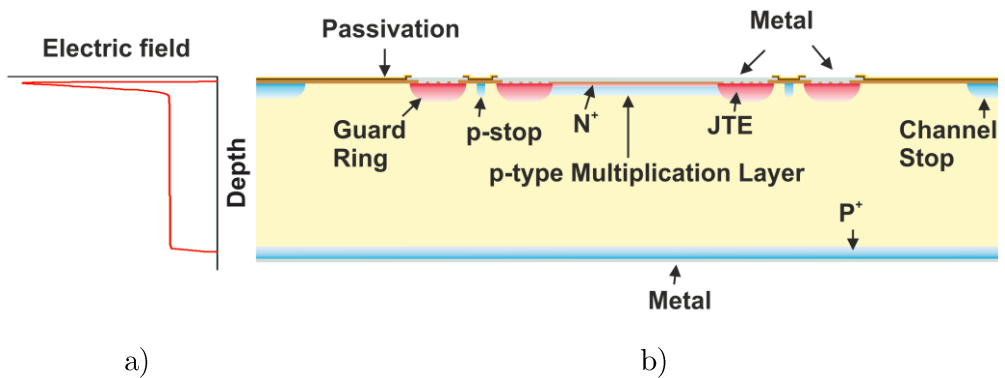 Electric field
Depth
Passivation
Metal
Guard
Ring
p-stop
N+
JTE
Channel
Stop
p-type Multiplication Layer
P+
Metal
a)
b)